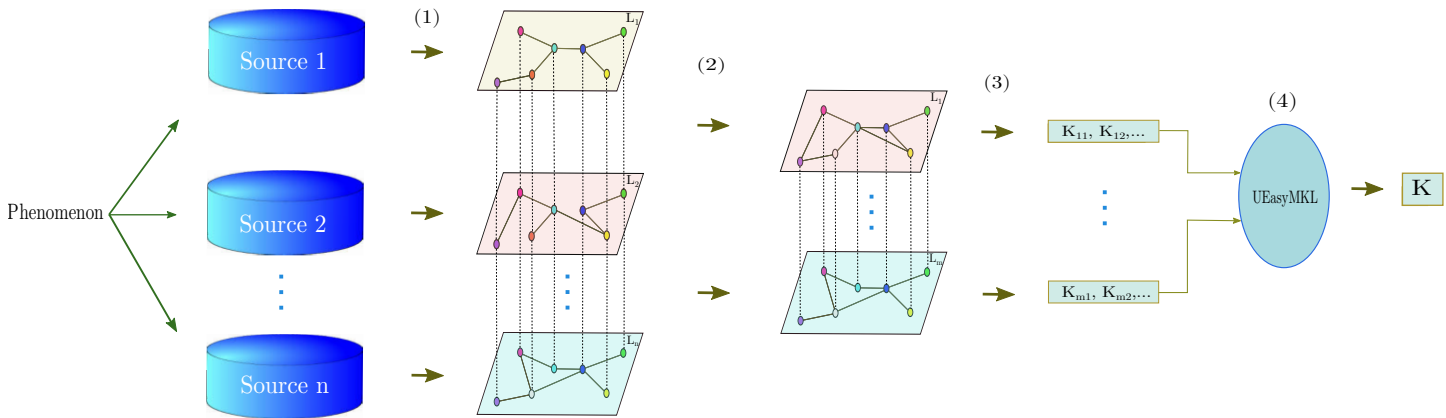 Phenomenon
Source 1
Source 2
Source n
(1)
L₁
L₂
Lₙ
(2)
L₁
Lₘ
(3)
K₁₁, K₁₂,...
Kₘ₁, Kₘ₂,...
(4)
UEasyMKL
K